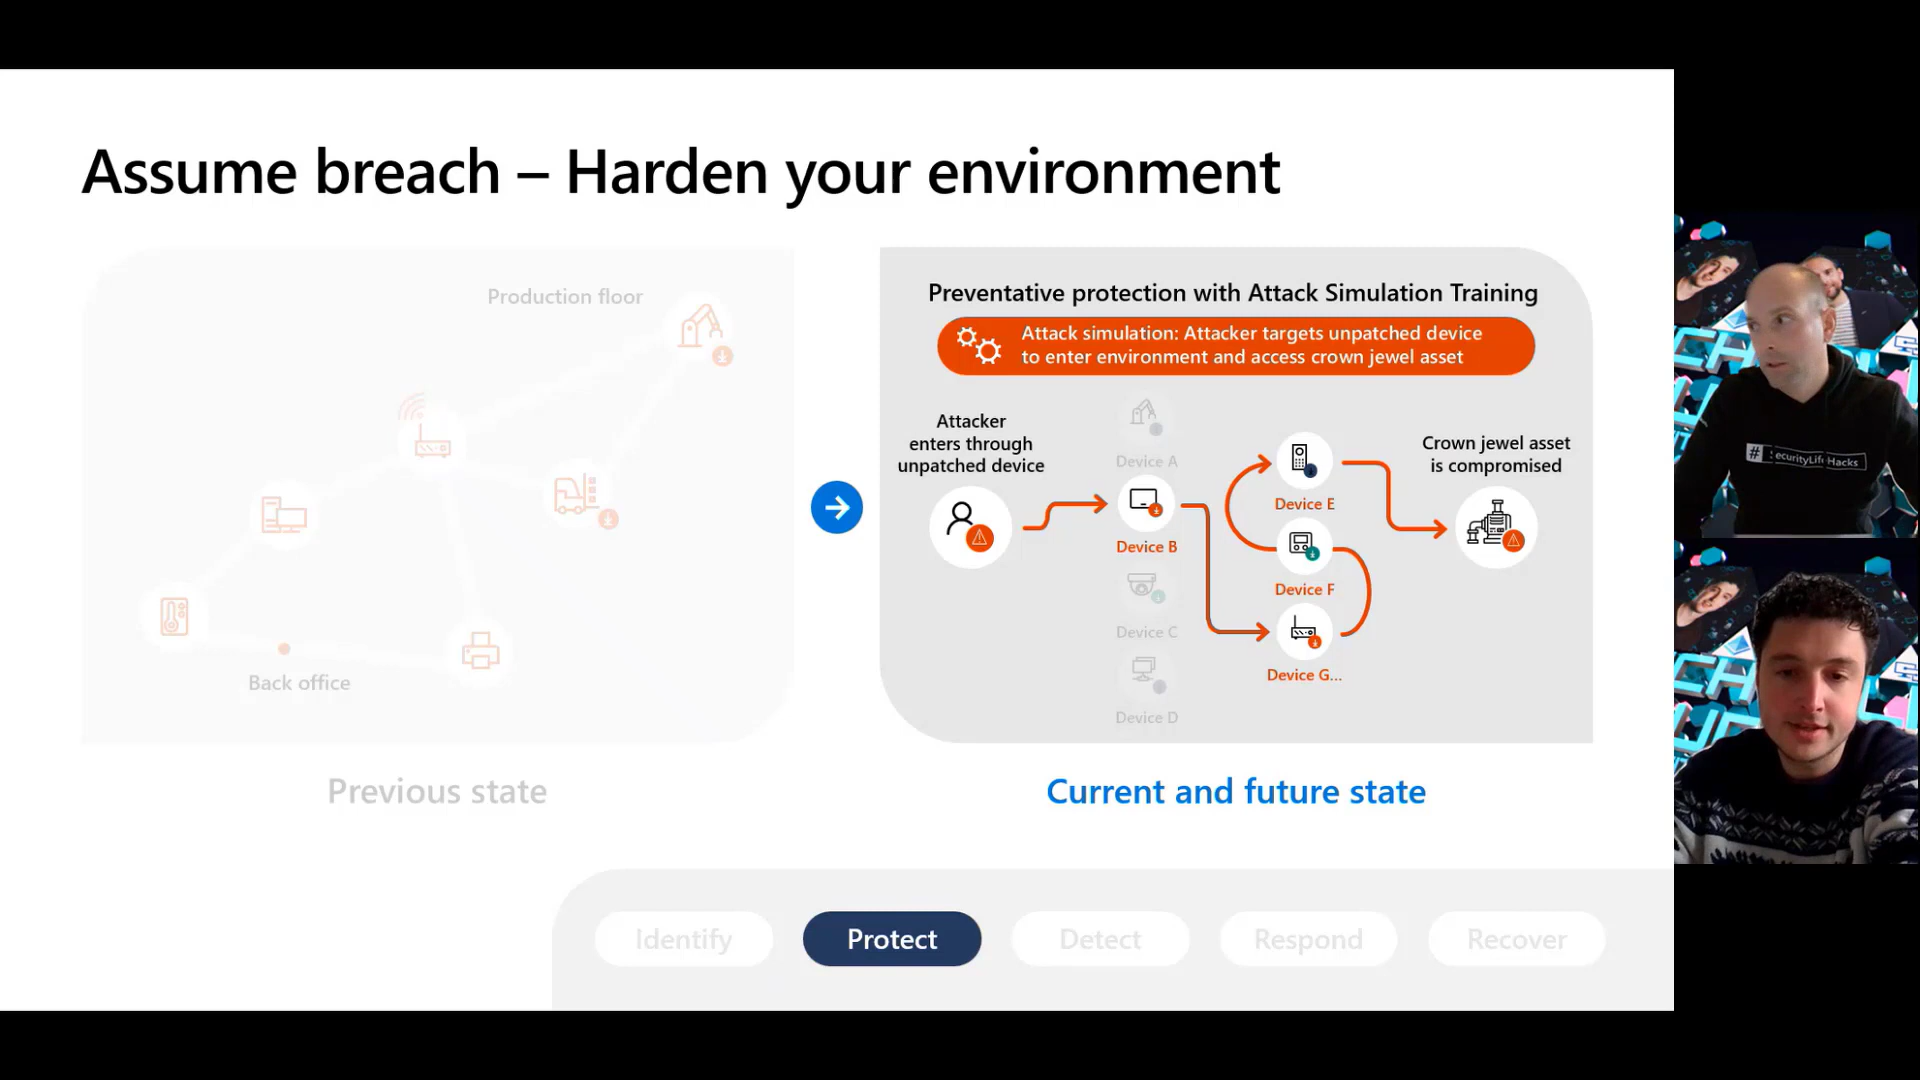 Assume breach – Harden your environment
Production floor
Back office
Previous state
Preventative protection with Attack Simulation Training
Attack simulation: Attacker targets unpatched device
to enter environment and access crown jewel asset
Attacker
enters through
unpatched device
Device A
Device B
Device C
Device D
Device E
Device F
Device G...
Crown jewel asset
is compromised
Current and future state
Identify
Protect
Detect
Respond
Recover